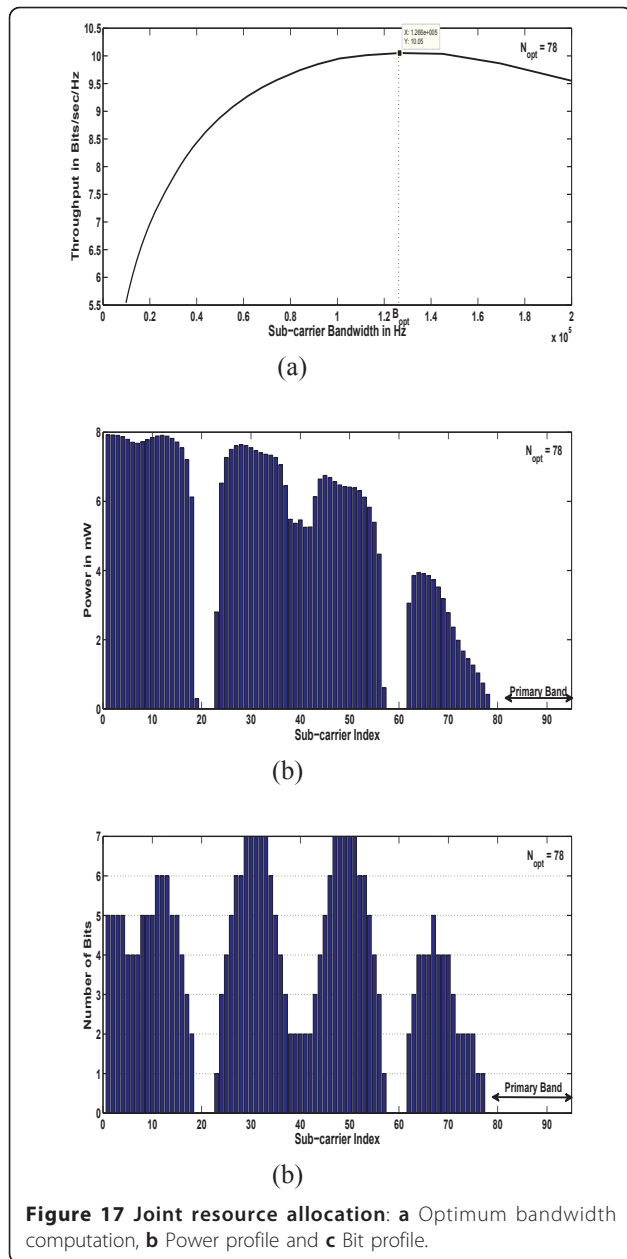 10.5
10
9.5
9
8.5
8
7.5
7
6.5
6
5.5
Throughput in Bits/sec/Hz
X: 1.266e+005
Y: 10.05
N_opt = 78
0 0.2 0.4 0.6 0.8 1 1.2 B_opt 1.4 1.6 1.8 2
Sub-carrier Bandwidth in Hz
x 10^5
(a)
8
6
4
2
0
Power in mW
N_opt = 78
Primary Band
0 10 20 30 40 50 60 70 80 90
Sub-carrier Index
(b)
7
6
5
4
3
2
1
0
Number of Bits
N_opt = 78
Primary Band
0 10 20 30 40 50 60 70 80 90
Sub-carrier Index
(b)
Figure 17 Joint resource allocation: a Optimum bandwidth
computation, b Power profile and c Bit profile.